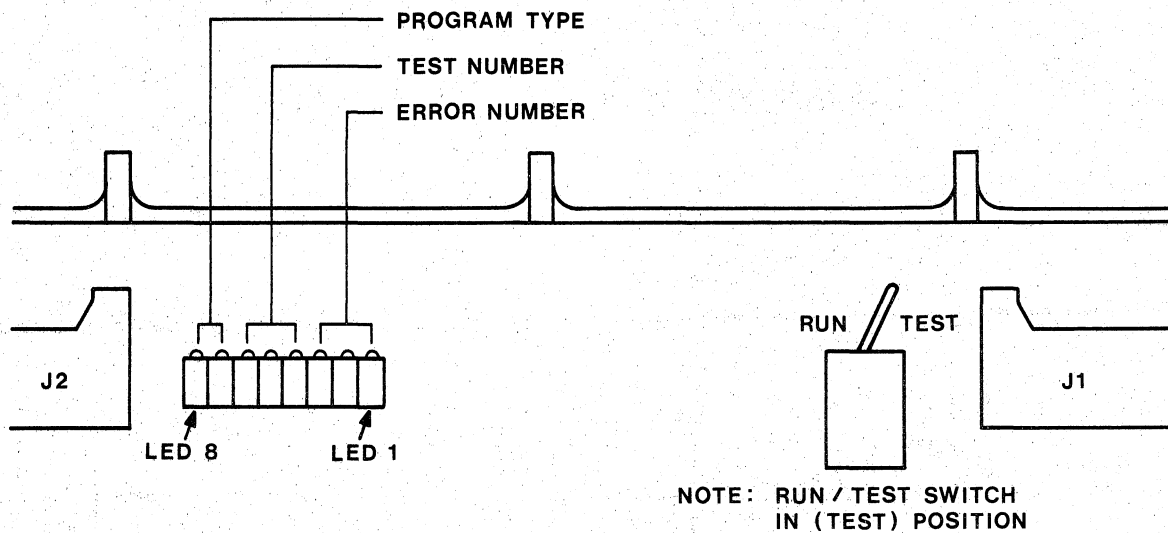 PROGRAM TYPE
TEST NUMBER
ERROR NUMBER
RUN
TEST
J2
J1
LED 8
LED 1
NOTE: RUN / TEST SWITCH
IN (TEST) POSITION